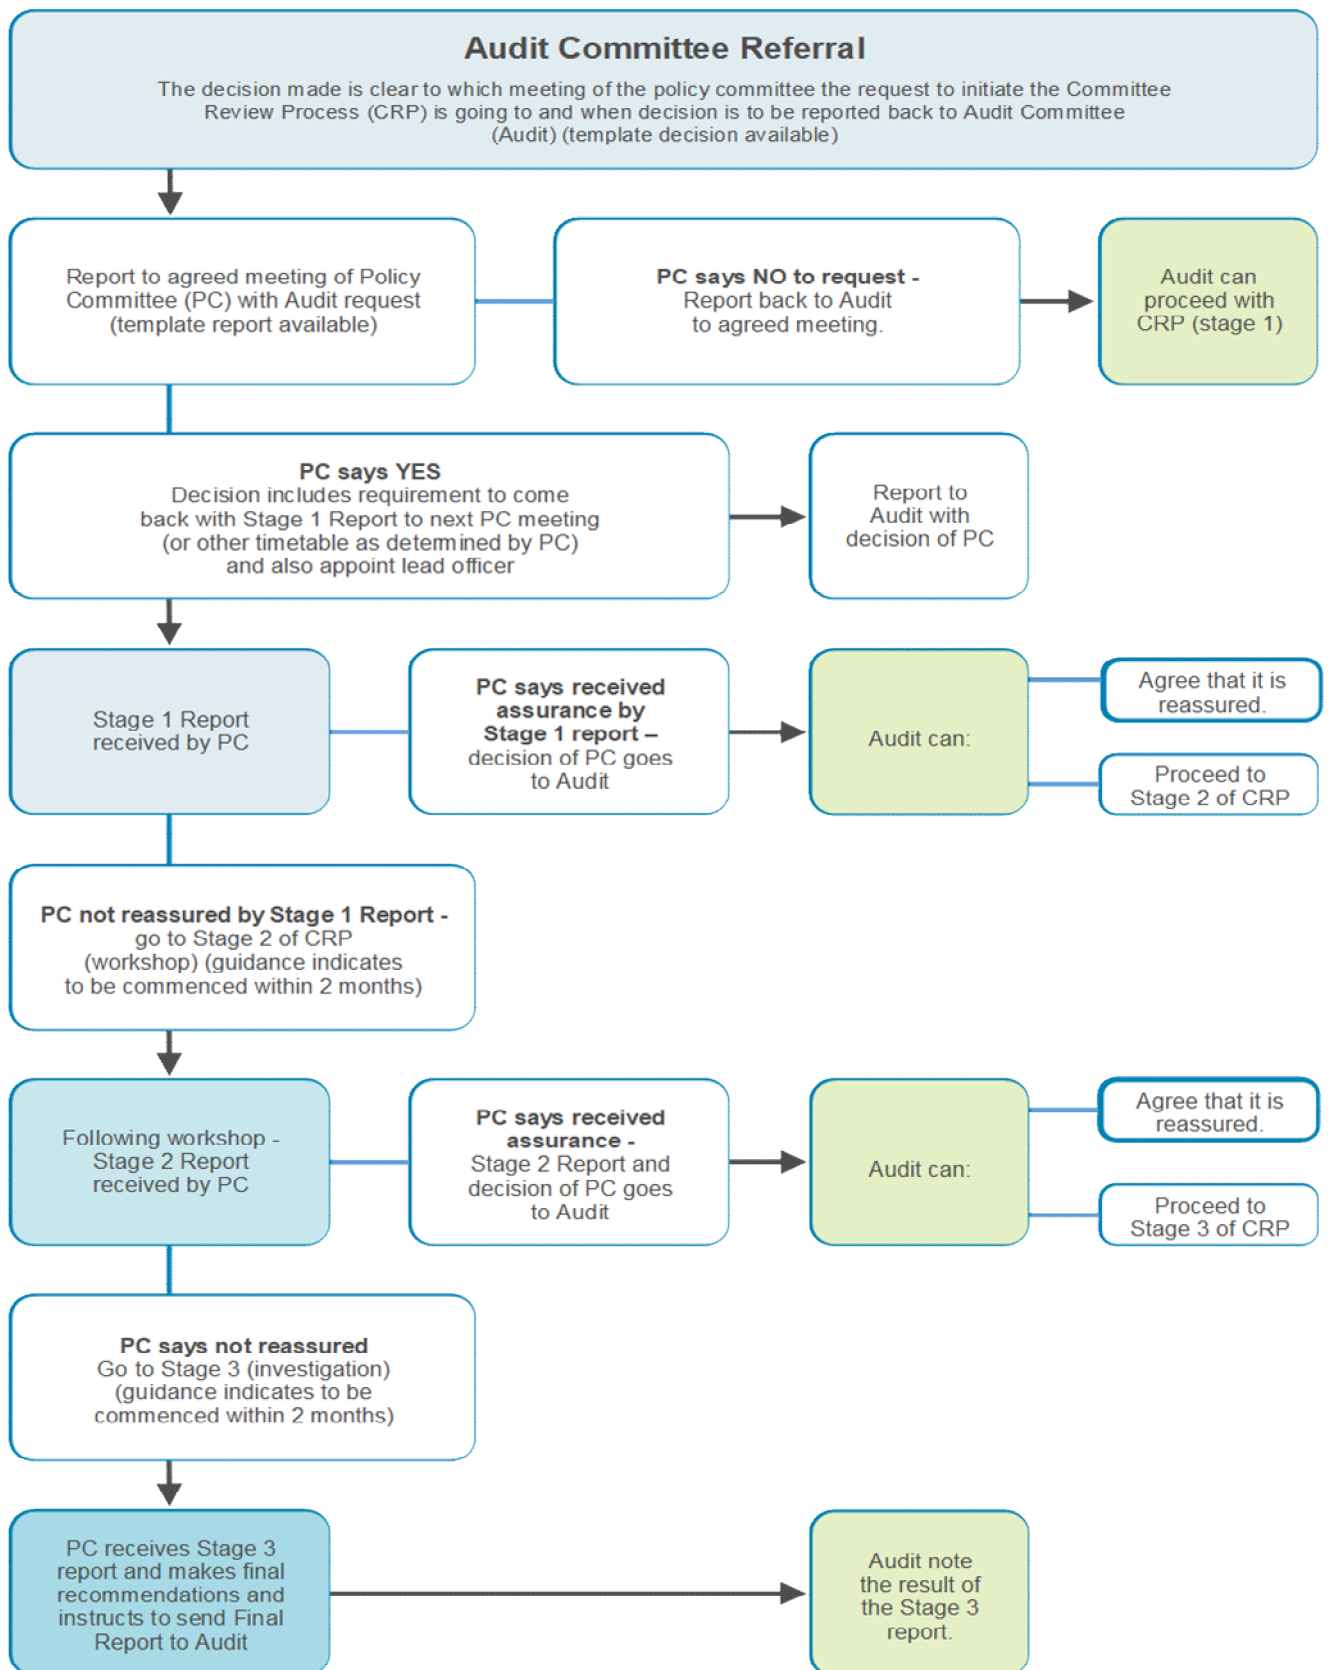 Audit Committee Referral
The decision made is clear to which meeting of the policy committee the request to initiate the Committee
Review Process (CRP) is going to and when decision is to be reported back to Audit Committee
(Audit) (template decision available)
Report to agreed meeting of Policy
Committee (PC) with Audit request
(template report available)
PC says NO to request -
Report back to Audit
to agreed meeting.
Audit can
proceed with
CRP (stage 1)
PC says YES
Decision includes requirement to come
back with Stage 1 Report to next PC meeting
(or other timetable as determined by PC)
and also appoint lead officer
Report to
Audit with
decision of PC
Stage 1 Report
received by PC
PC says received
assurance by
Stage 1 report –
decision of PC goes
to Audit
Audit can:
Agree that it is
reassured.
Proceed to
Stage 2 of CRP
PC not reassured by Stage 1 Report -
go to Stage 2 of CRP
(workshop) (guidance indicates
to be commenced within 2 months)
Following workshop -
Stage 2 Report
received by PC
PC says received
assurance -
Stage 2 Report and
decision of PC goes
to Audit
Audit can:
Agree that it is
reassured.
Proceed to
Stage 3 of CRP
PC says not reassured
Go to Stage 3 (investigation)
(guidance indicates to be
commenced within 2 months)
PC receives Stage 3
report and makes final
recommendations and
instructs to send Final
Report to Audit
Audit note
the result of
the Stage 3
report.